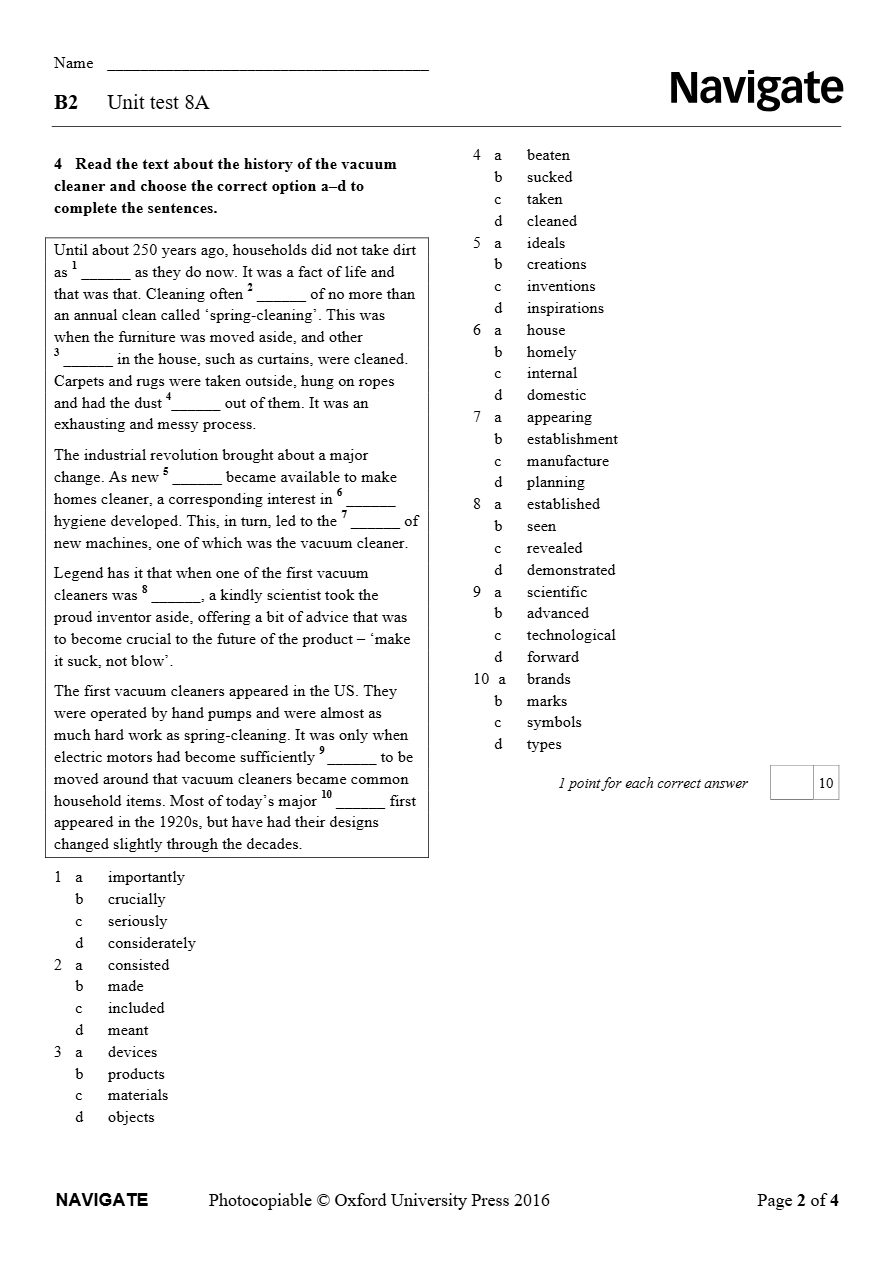 Name ________________________________________
Navigate
B2 Unit test 8A
4 Read the text about the history of the vacuum
cleaner and choose the correct option a–d to
complete the sentences.
Until about 250 years ago, households did not take dirt
as 1 ______ as they do now. It was a fact of life and
that was that. Cleaning often 2 ______ of no more than
an annual clean called ‘spring-cleaning’. This was
when the furniture was moved aside, and other
3 ______ in the house, such as curtains, were cleaned.
Carpets and rugs were taken outside, hung on ropes
and had the dust 4 ______ out of them. It was an
exhausting and messy process.
The industrial revolution brought about a major
change. As new 5 ______ became available to make
homes cleaner, a corresponding interest in 6 ______
hygiene developed. This, in turn, led to the 7 ______ of
new machines, one of which was the vacuum cleaner.
Legend has it that when one of the first vacuum
cleaners was 8 ______, a kindly scientist took the
proud inventor aside, offering a bit of advice that was
to become crucial to the future of the product – ‘make
it suck, not blow’.
The first vacuum cleaners appeared in the US. They
were operated by hand pumps and were almost as
much hard work as spring-cleaning. It was only when
electric motors had become sufficiently 9 ______ to be
moved around that vacuum cleaners became common
household items. Most of today’s major 10 ______ first
appeared in the 1920s, but have had their designs
changed slightly through the decades.
1 a importantly
b crucially
c seriously
d considerately
2 a consisted
b made
c included
d meant
3 a devices
b products
c materials
d objects
4 a beaten
b sucked
c taken
d cleaned
5 a ideals
b creations
c inventions
d inspirations
6 a house
b homely
c internal
d domestic
7 a appearing
b establishment
c manufacture
d planning
8 a established
b seen
c revealed
d demonstrated
9 a scientific
b advanced
c technological
d forward
10 a brands
b marks
c symbols
d types
1 point for each correct answer 10
NAVIGATE Photocopiable © Oxford University Press 2016 Page 2 of 4